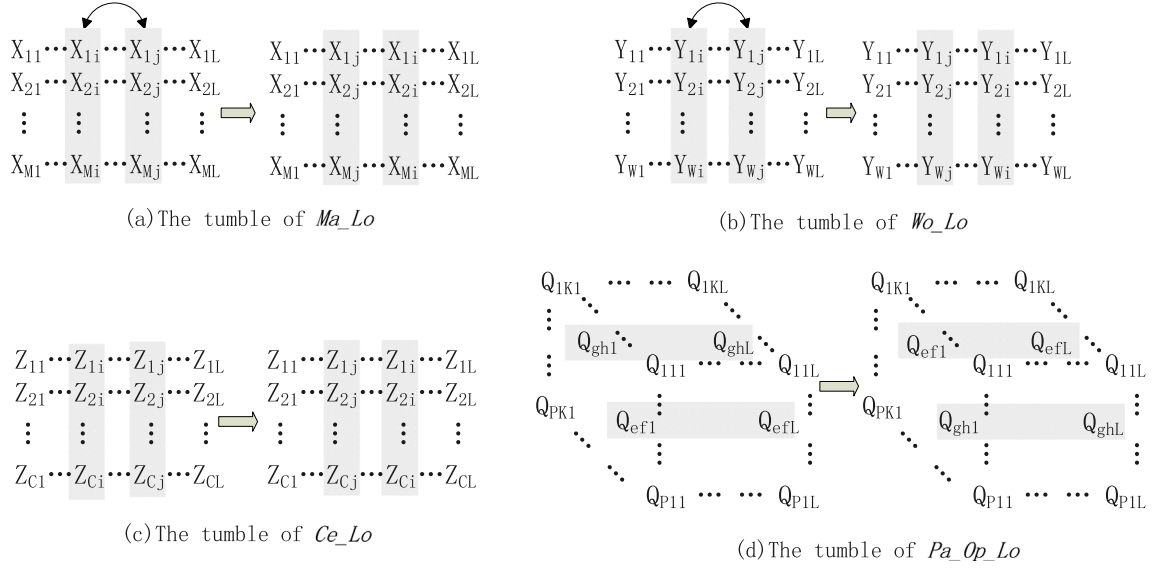 X11···X1i···X1j···X1L
X21···X2i···X2j···X2L
XM1···XMi···XMj···XML
X11···X1j···X1i···X1L
X21···X2j···X2i···X2L
XM1···XMj···XMi···XML
(a)The tumble of Ma_Lo
Y11···Y1i···Y1j···Y1L
Y21···Y2i···Y2j···Y2L
YW1···YWi···YWj···YWL
Y11···Y1j···Y1i···Y1L
Y21···Y2j···Y2i···Y2L
YW1···YWj···YWi···YWL
(b)The tumble of Wo_Lo
Z11···Z1i···Z1j···Z1L
Z21···Z2i···Z2j···Z2L
ZC1···ZCi···ZCj···ZCL
Z11···Z1j···Z1i···Z1L
Z21···Z2j···Z2i···Z2L
ZC1···ZCj···ZCi···ZCL
(c)The tumble of Ce_Lo
Q1K1 ··· ··· Q1KL
Qgh1 QghL
Q111 ··· ··· Q11L
QPK1
Qef1 QefL
QP11 ··· ··· QP1L
Q1K1 ··· ··· Q1KL
Qef1 QefL
Q111 ··· ··· Q11L
QPK1
Qgh1 QghL
QP11 ··· ··· QP1L
(d)The tumble of Pa_Op_Lo